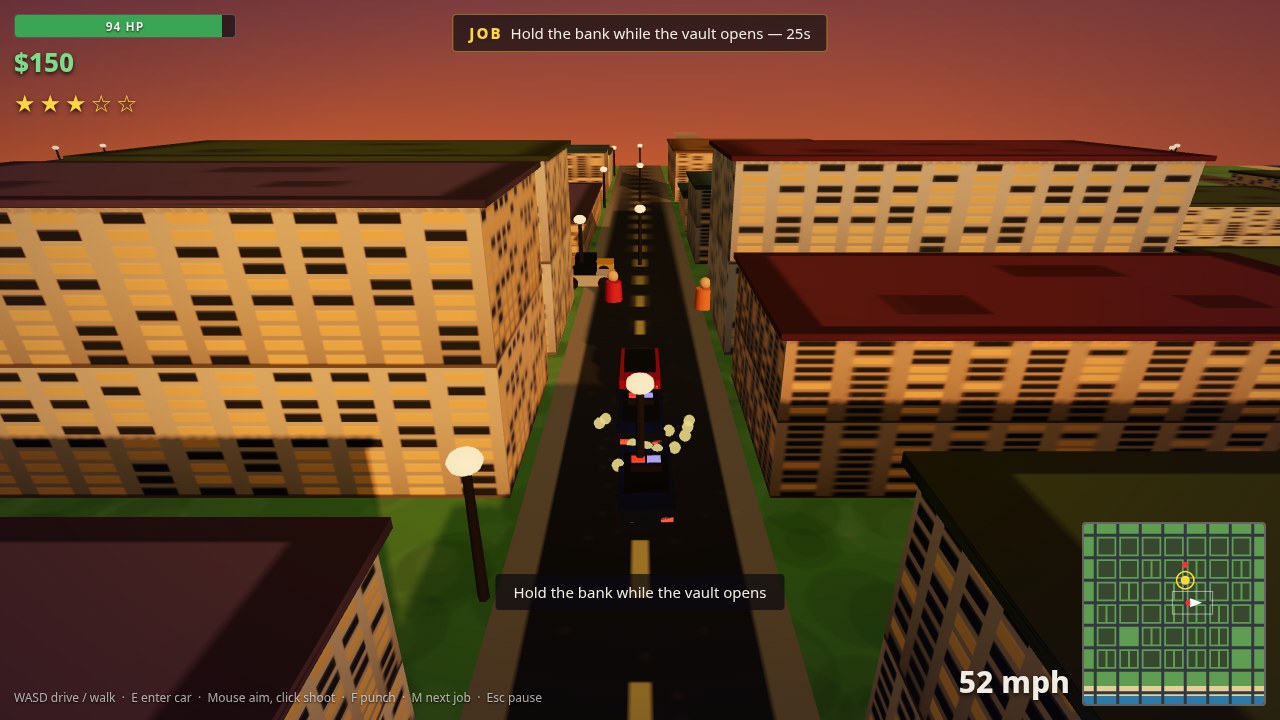 94 HP
JOB Hold the bank while the vault opens — 25s
$150
★★★☆☆
Hold the bank while the vault opens
52 mph
WASD drive / walk · E enter car · Mouse aim, click shoot · F punch · M next job · Esc pause